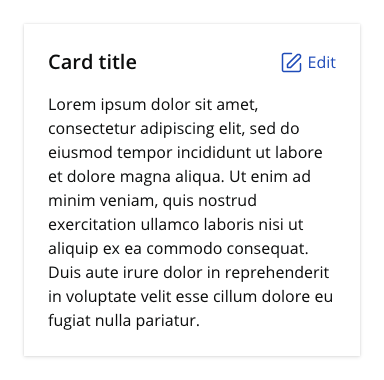 Card title
Edit
Lorem ipsum dolor sit amet,
consectetur adipiscing elit, sed do
eiusmod tempor incididunt ut labore
et dolore magna aliqua. Ut enim ad
minim veniam, quis nostrud
exercitation ullamco laboris nisi ut
aliquip ex ea commodo consequat.
Duis aute irure dolor in reprehenderit
in voluptate velit esse cillum dolore eu
fugiat nulla pariatur.